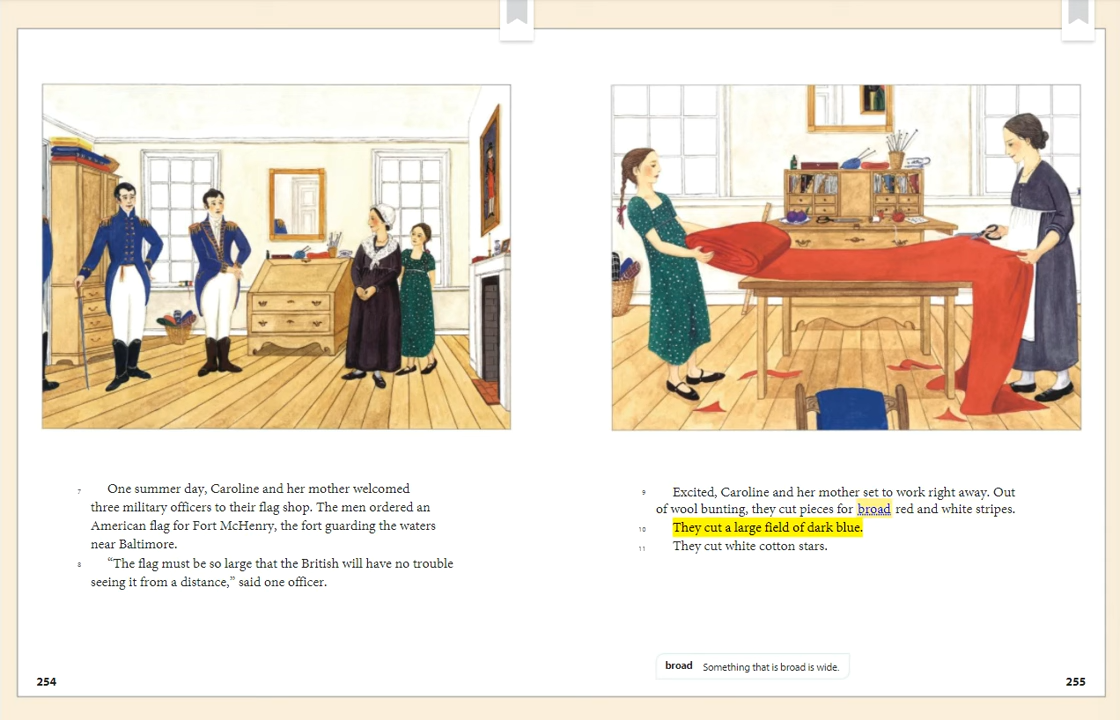 7 One summer day, Caroline and her mother welcomed
three military officers to their flag shop. The men ordered an
American flag for Fort McHenry, the fort guarding the waters
near Baltimore.
8 “The flag must be so large that the British will have no trouble
seeing it from a distance,” said one officer.
254
9 Excited, Caroline and her mother set to work right away. Out
of wool bunting, they cut pieces for broad red and white stripes.
10 They cut a large field of dark blue.
11 They cut white cotton stars.
broad Something that is broad is wide.
255